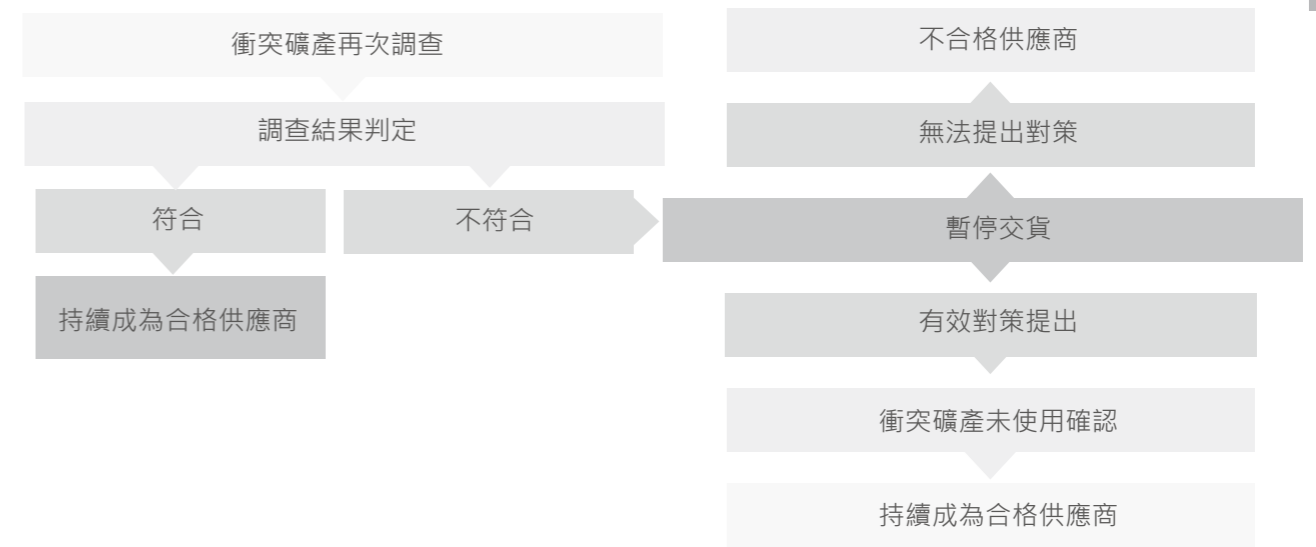 衝突礦產再次調查
調查結果判定
符合
不符合
持續成為合格供應商
不合格供應商
無法提出對策
暫停交貨
有效對策提出
衝突礦產未使用確認
持續成為合格供應商